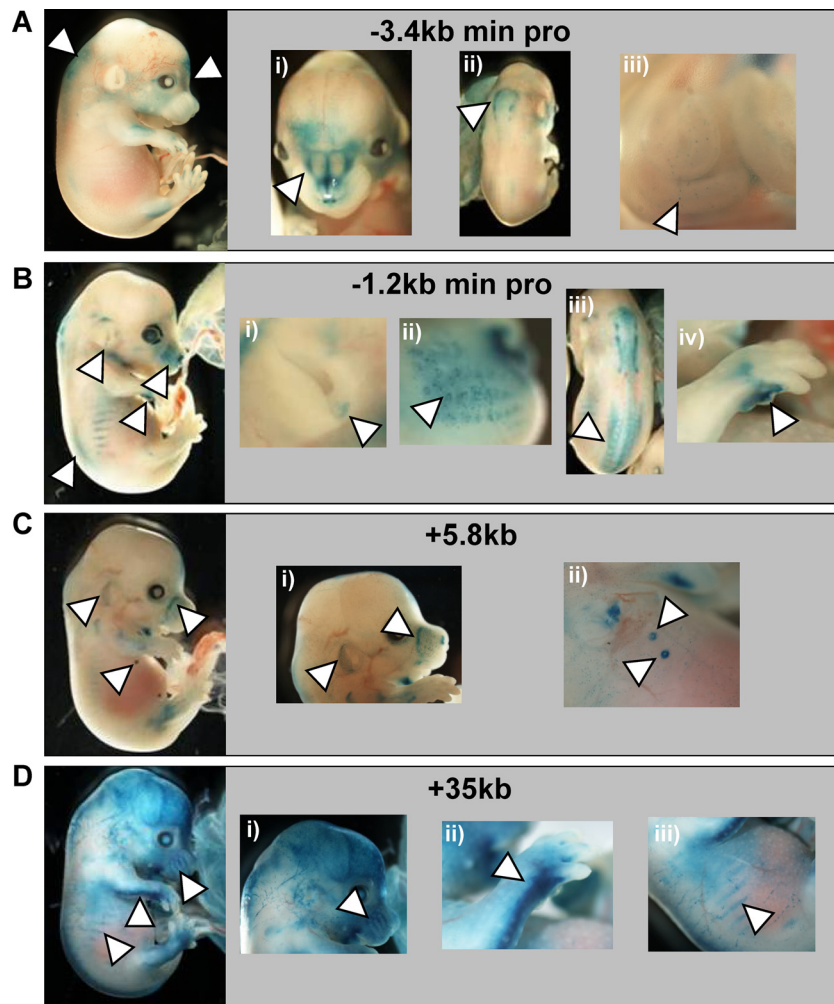 A
-3.4kb min pro
i)
ii)
iii)
B
-1.2kb min pro
i)
ii)
iii)
iv)
C
+5.8kb
i)
ii)
D
+35kb
i)
ii)
iii)